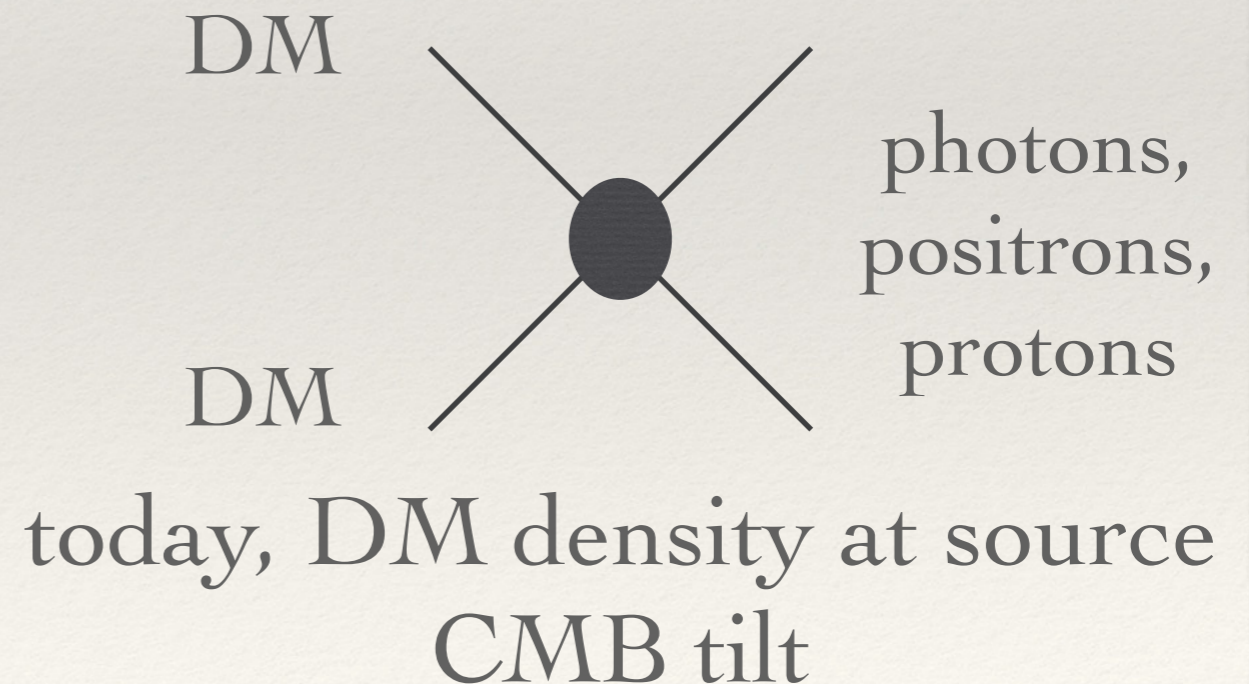 DM
photons,
positrons,
protons
DM
today, DM density at source
CMB tilt